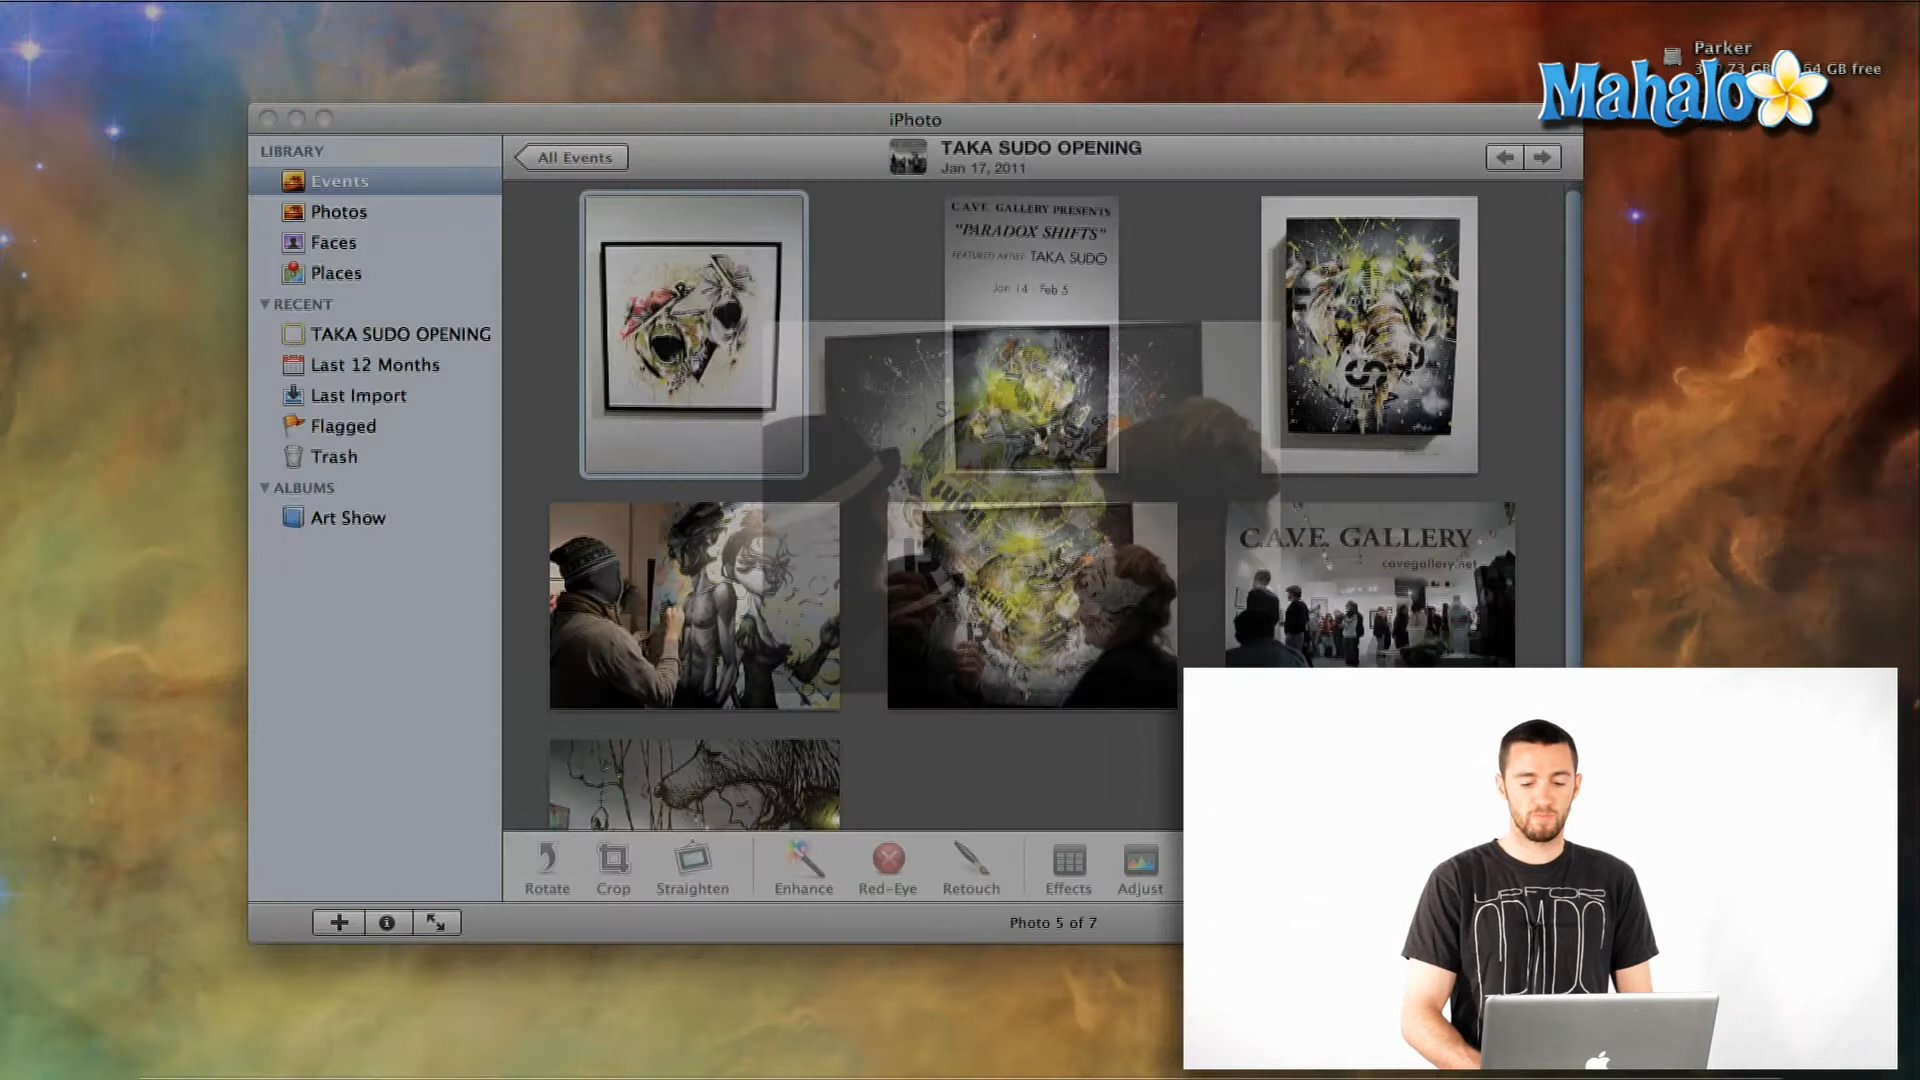 Parker
GB free
Mahalo
iPhoto
LIBRARY
Events
Photos
Faces
Places
RECENT
TAKA SUDO OPENING
Last 12 Months
Last Import
Flagged
Trash
ALBUMS
Art Show
All Events
TAKA SUDO OPENING
Jan 17, 2011
C.A.V.E. GALLERY PRESENTS
"PARADOX SHIFTS"
FEATURED ARTIST: TAKA SUDO
Jan 14 - Feb 5
C.A.V.E. GALLERY
cavegallery.net
Rotate
Crop
Straighten
Enhance
Red-Eye
Retouch
Effects
Adjust
Photo 5 of 7